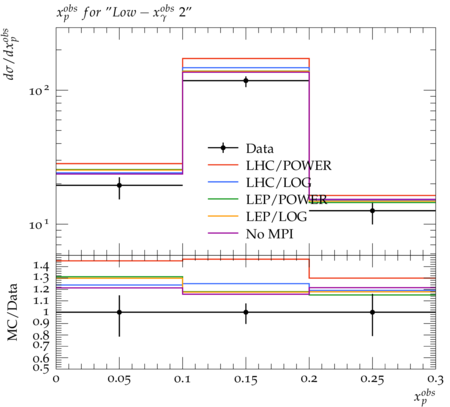 x_p^obs for "Low − x_γ^obs 2"
dσ/dx_p^obs
10²
10¹
Data
LHC/POWER
LHC/LOG
LEP/POWER
LEP/LOG
No MPI
MC/Data
1.4
1.3
1.2
1.1
1
0.9
0.8
0.7
0.6
0.5
0 0.05 0.1 0.15 0.2 0.25 0.3
x_p^obs